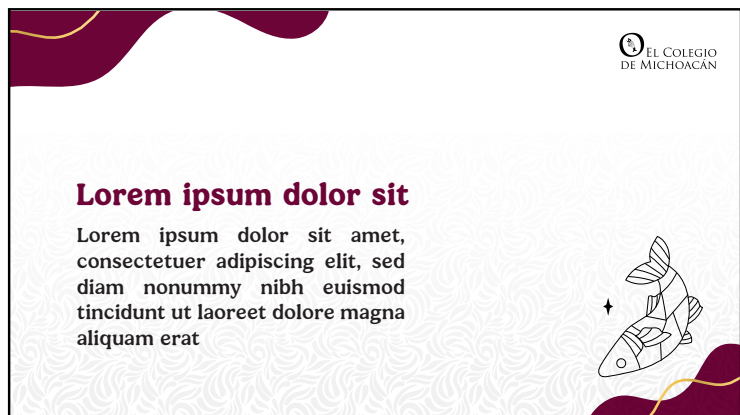 EL COLEGIO
DE MICHOACÁN
Lorem ipsum dolor sit
Lorem ipsum dolor sit amet,
consectetuer adipiscing elit, sed
diam nonummy nibh euismod
tincidunt ut laoreet dolore magna
aliquam erat